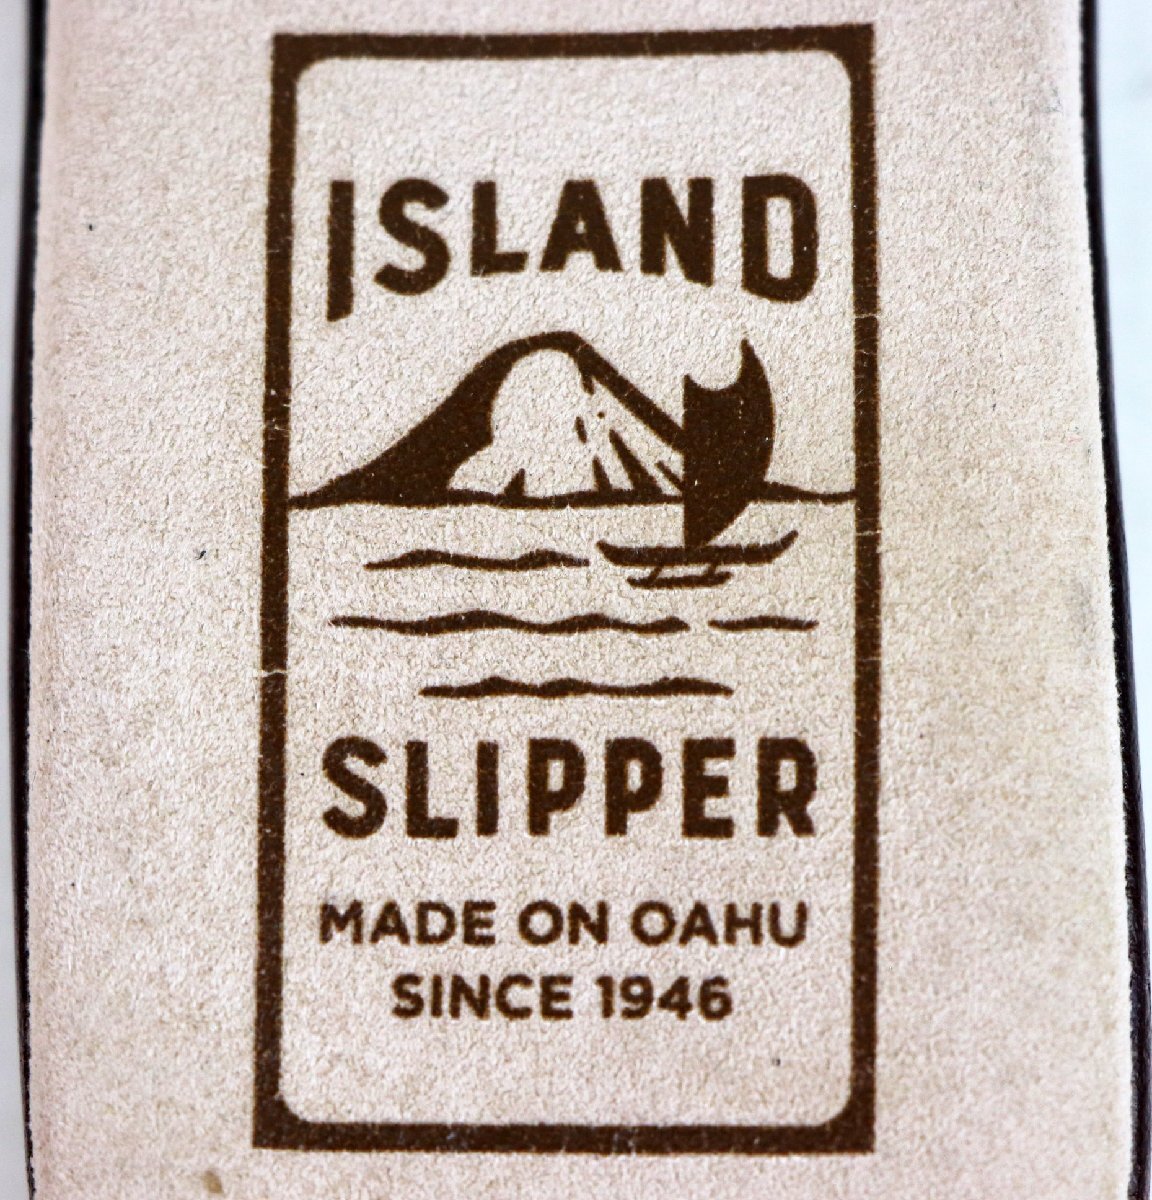 ISLAND
SLIPPER
MADE ON OAHU
SINCE 1946